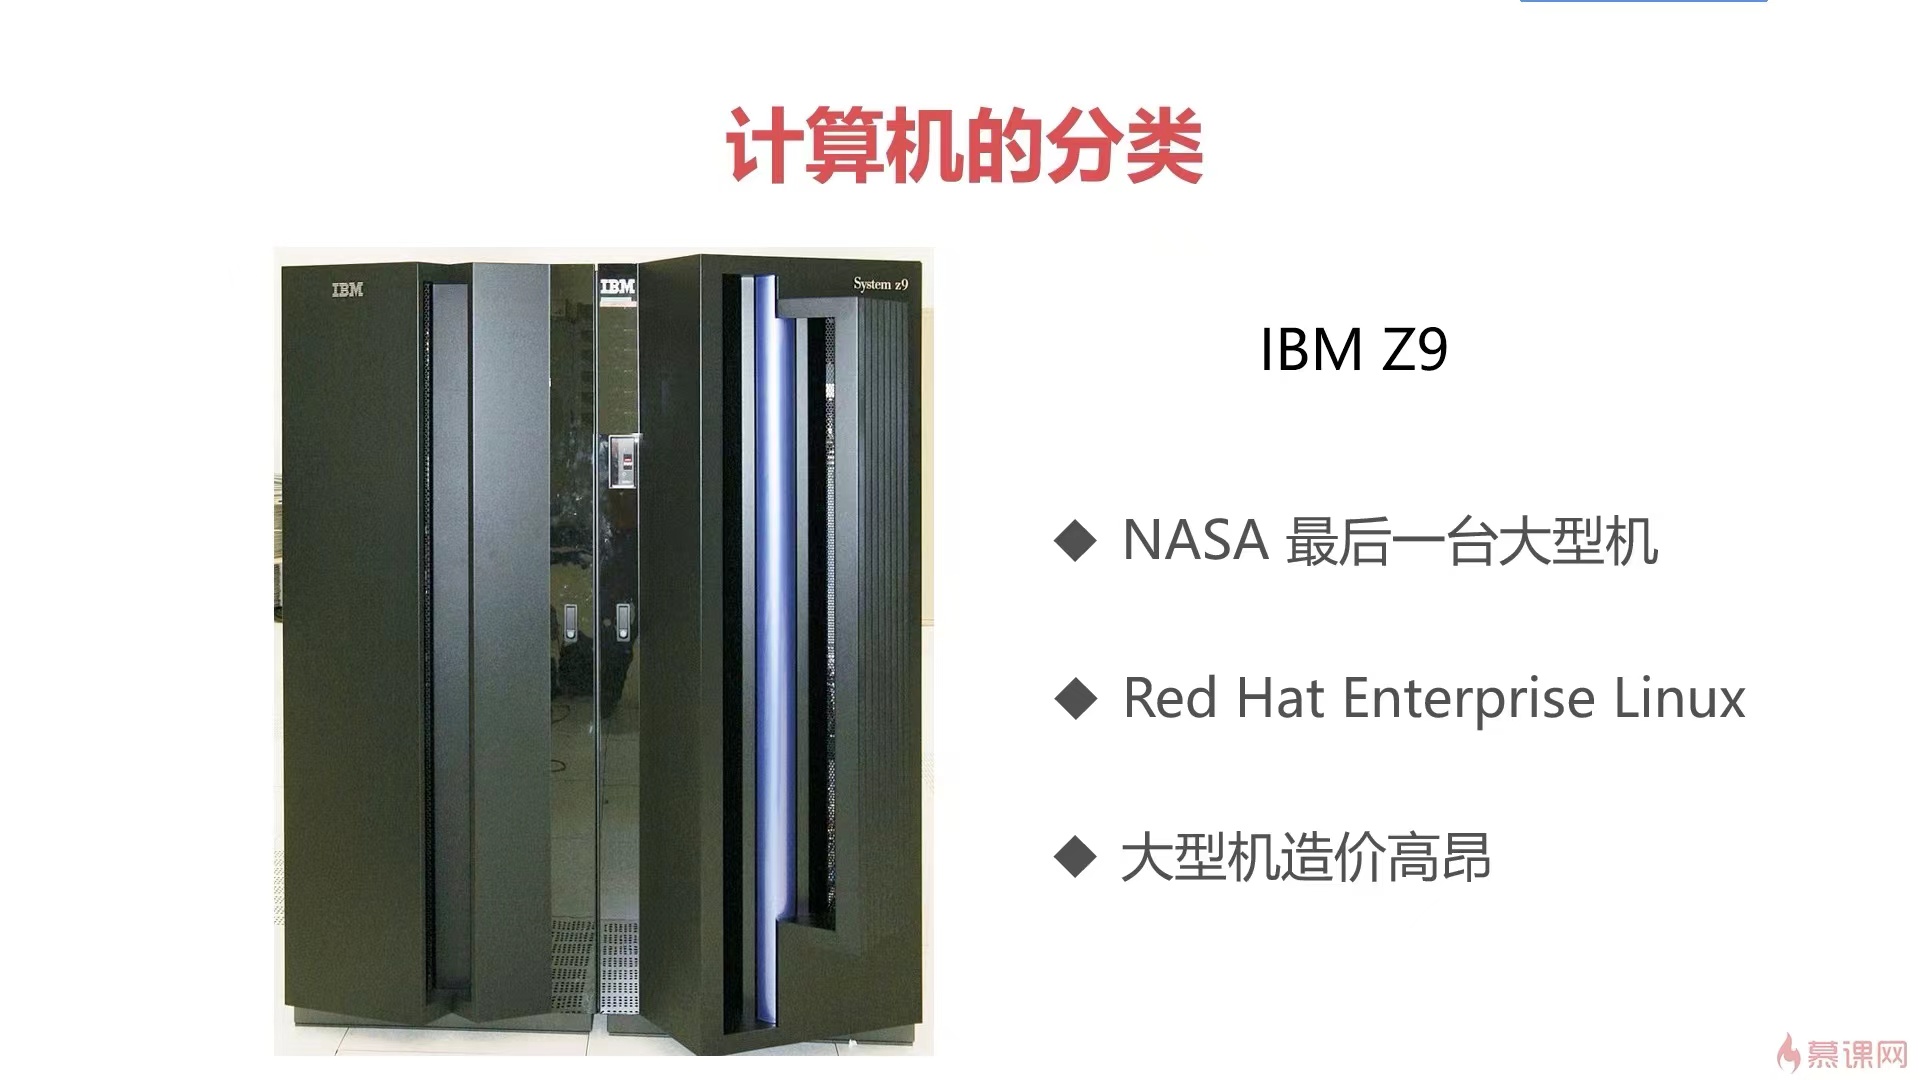 计算机的分类
IBM
IBM
System z9
IBM Z9
NASA 最后一台大型机
Red Hat Enterprise Linux
大型机造价高昂
慕课网